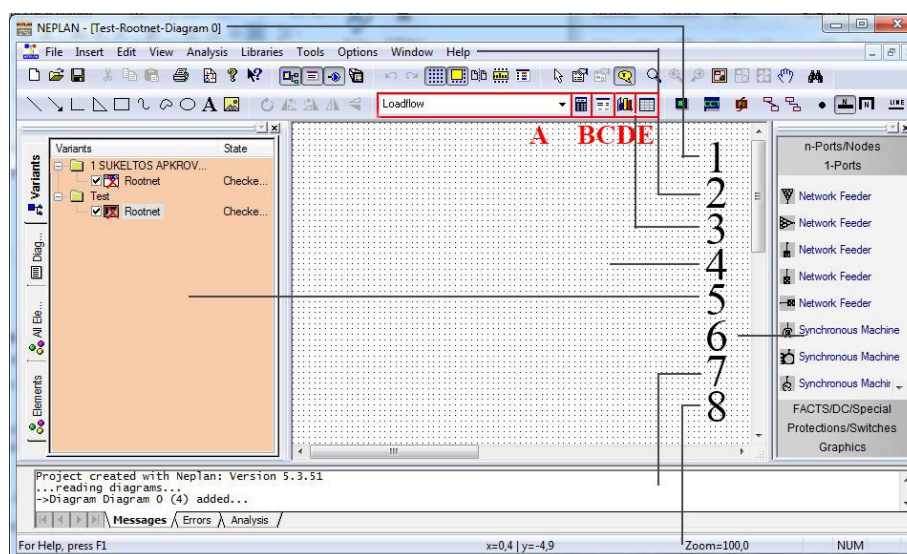 NEPLAN - [Test-Rootnet-Diagram 0]
File Insert Edit View Analysis Libraries Tools Options Window Help
A
Loadflow
LINE
A BCDE
Variants State
1 SUKELTOS APKROV...
Rootnet Checke...
Test
Rootnet Checke...
Variants
Diag...
All Ele...
Elements
1
2
3
4
5
6
7
8
n-Ports/Nodes
1-Ports
Network Feeder
Network Feeder
Network Feeder
Network Feeder
Network Feeder
Synchronous Machine
Synchronous Machine
Synchronous Machir
FACTS/DC/Special
Protections/Switches
Graphics
Project created with Neplan: Version 5.3.51
...reading diagrams...
->Diagram Diagram 0 (4) added...
Messages Errors Analysis
For Help, press F1 x=0,4 | y=-4,9 Zoom=100,0 NUM